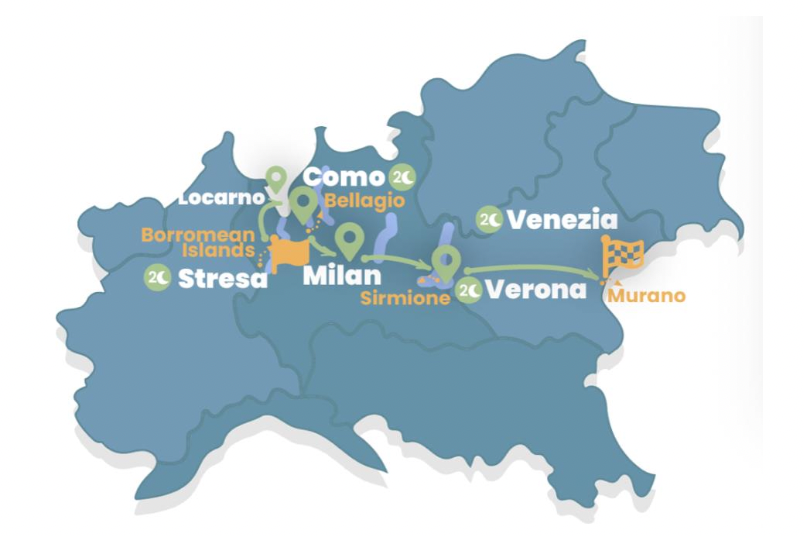 Como 2
Locarno
Bellagio
2 Venezia
Borromean
Islands
2 Stresa
Milan
Sirmione
2 Verona
Murano